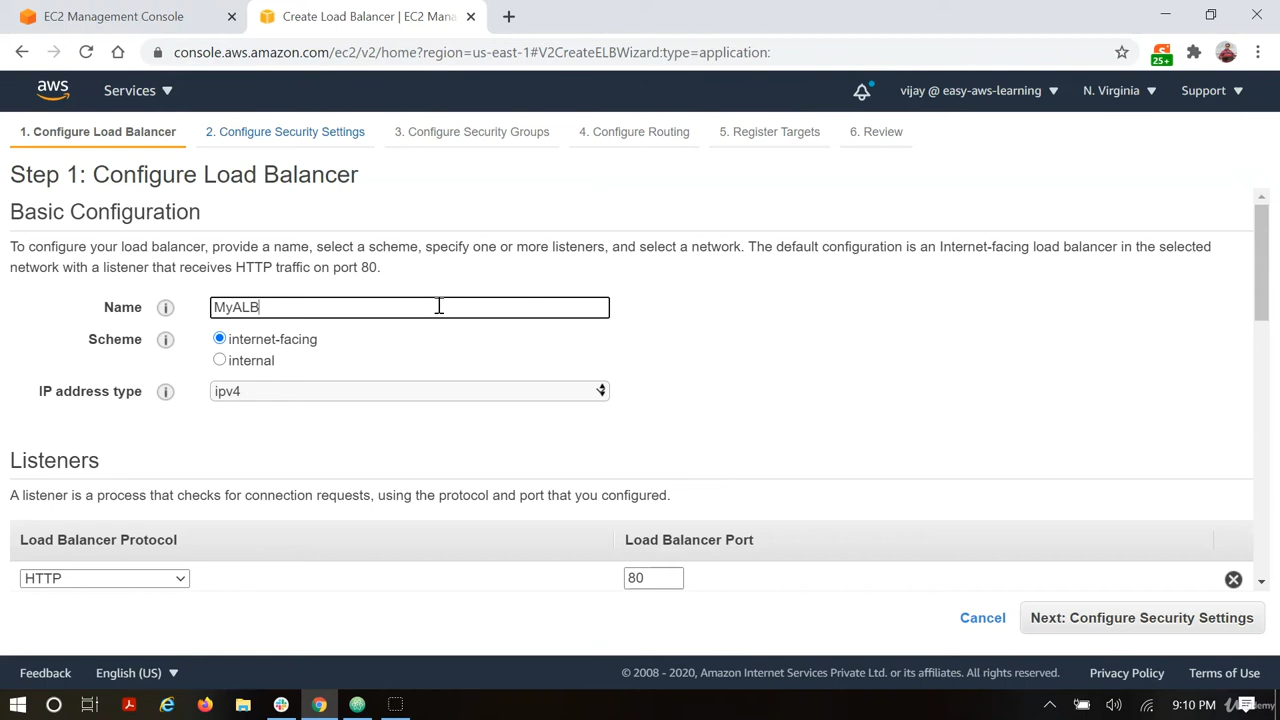 EC2 Management Console
Create Load Balancer | EC2 Mana
console.aws.amazon.com/ec2/v2/home?region=us-east-1#V2CreateELBWizard:type=application:
25+
aws
Services
vijay @ easy-aws-learning
N. Virginia
Support
1. Configure Load Balancer
2. Configure Security Settings
3. Configure Security Groups
4. Configure Routing
5. Register Targets
6. Review
Step 1: Configure Load Balancer
Basic Configuration
To configure your load balancer, provide a name, select a scheme, specify one or more listeners, and select a network. The default configuration is an Internet-facing load balancer in the selected
network with a listener that receives HTTP traffic on port 80.
Name
MyALB
Scheme
internet-facing
internal
IP address type
ipv4
Listeners
A listener is a process that checks for connection requests, using the protocol and port that you configured.
Load Balancer Protocol
Load Balancer Port
HTTP
80
Cancel
Next: Configure Security Settings
Feedback
English (US)
© 2008 - 2020, Amazon Internet Services Private Ltd. or its affiliates. All rights reserved.
Privacy Policy
Terms of Use
9:10 PM